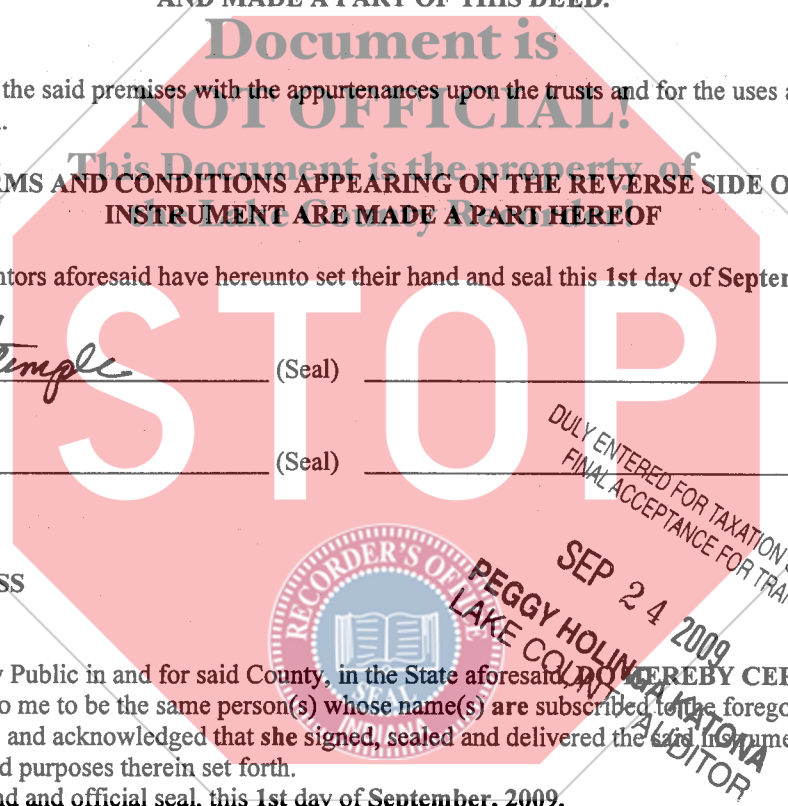 AND MADE A PART OF THIS DEED.
Document is
the said premises with the appurtenances upon the trusts and for the uses a
NOT OFFICIAL!
This Document is the property of
RMS AND CONDITIONS APPEARING ON THE REVERSE SIDE O
the Lake County Recorder!
INSTRUMENT ARE MADE A PART HEREOF
ntors aforesaid have hereunto set their hand and seal this 1st day of Septem
STOP
Temple
(Seal)
(Seal)
DULY ENTERED FOR TAXATION
FINAL ACCEPTANCE FOR TRA
SEP 24 2009
PEGGY HOLINGA KATONA
LAKE COUNTY AUDITOR
RECORDER'S OFFICE
SEAL
INDIANA
SS
y Public in and for said County, in the State aforesaid, DO HEREBY CER
to me to be the same person(s) whose name(s) are subscribed to the forego
and acknowledged that she signed, sealed and delivered the said instrume
d purposes therein set forth.
nd and official seal, this 1st day of September, 2009.